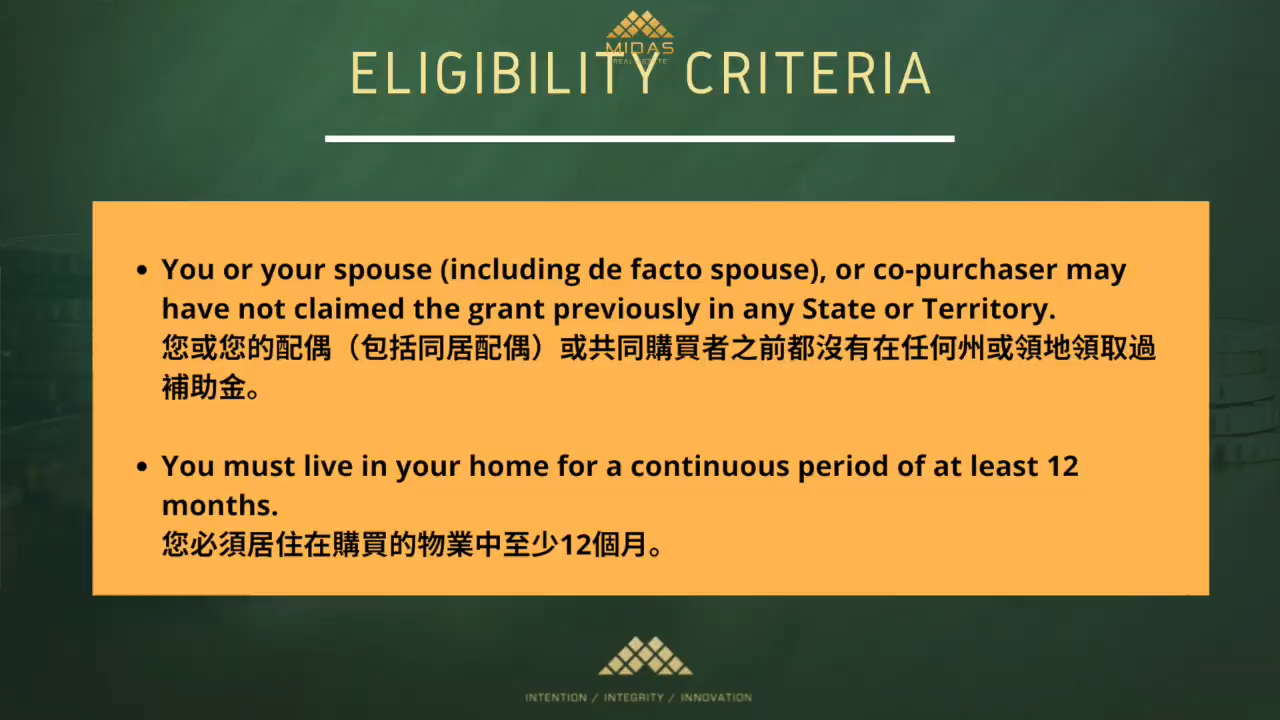 MIDAS
REAL ESTATE
ELIGIBILITY CRITERIA
• You or your spouse (including de facto spouse), or co-purchaser may
have not claimed the grant previously in any State or Territory.
您或您的配偶（包括同居配偶）或共同購買者之前都沒有在任何州或領地領取過
補助金。
• You must live in your home for a continuous period of at least 12
months.
您必須居住在購買的物業中至少12個月。
INTENTION / INTEGRITY / INNOVATION